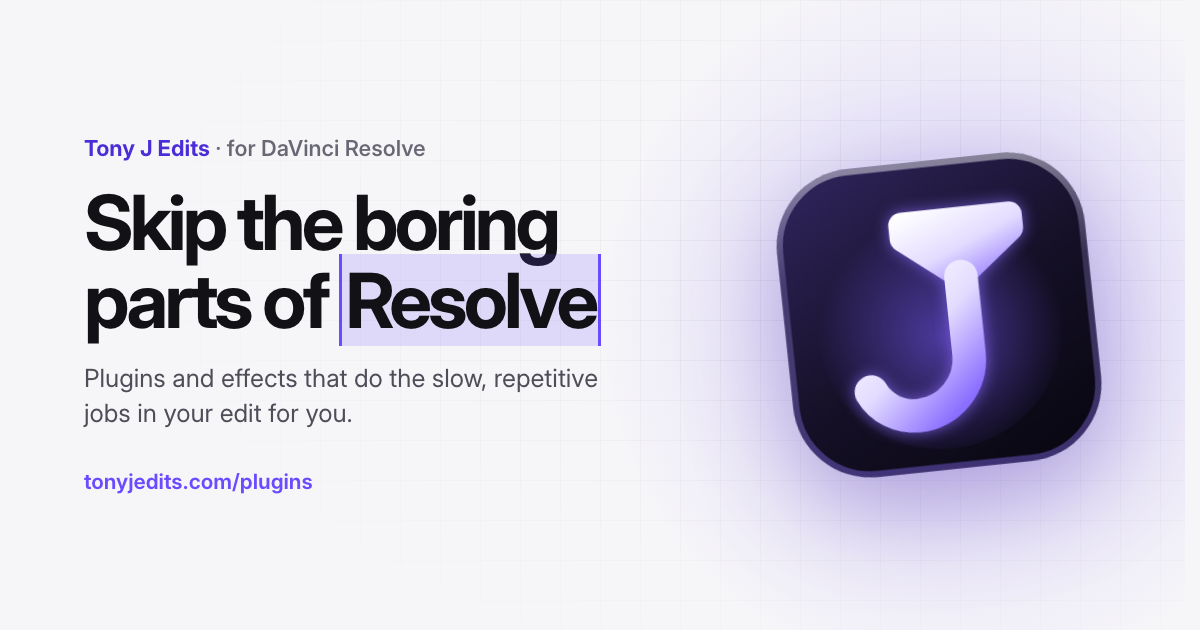 Tony J Edits · for DaVinci Resolve
Skip the boring
parts of Resolve
Plugins and effects that do the slow, repetitive
jobs in your edit for you.
tonyjedits.com/plugins
J